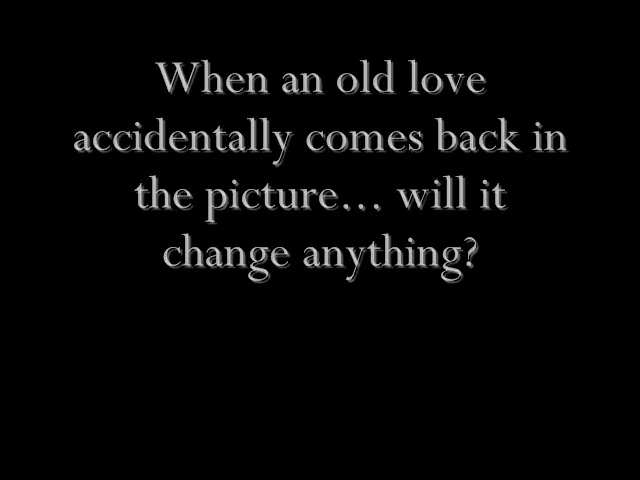 When an old love
accidentally comes back in
the picture... will it
change anything?